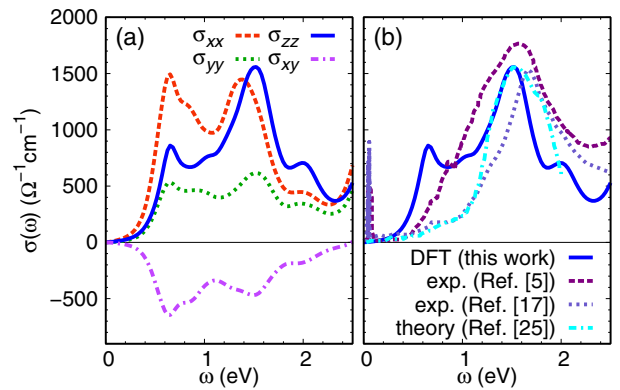 2000
1500
1000
500
0
−500
σ(ω) (Ω⁻¹cm⁻¹)
(a)
σxx σzz
σyy σxy
0 1 2
ω (eV)
(b)
DFT (this work)
exp. (Ref. [5])
exp. (Ref. [17])
theory (Ref. [25])
0 1 2
ω (eV)